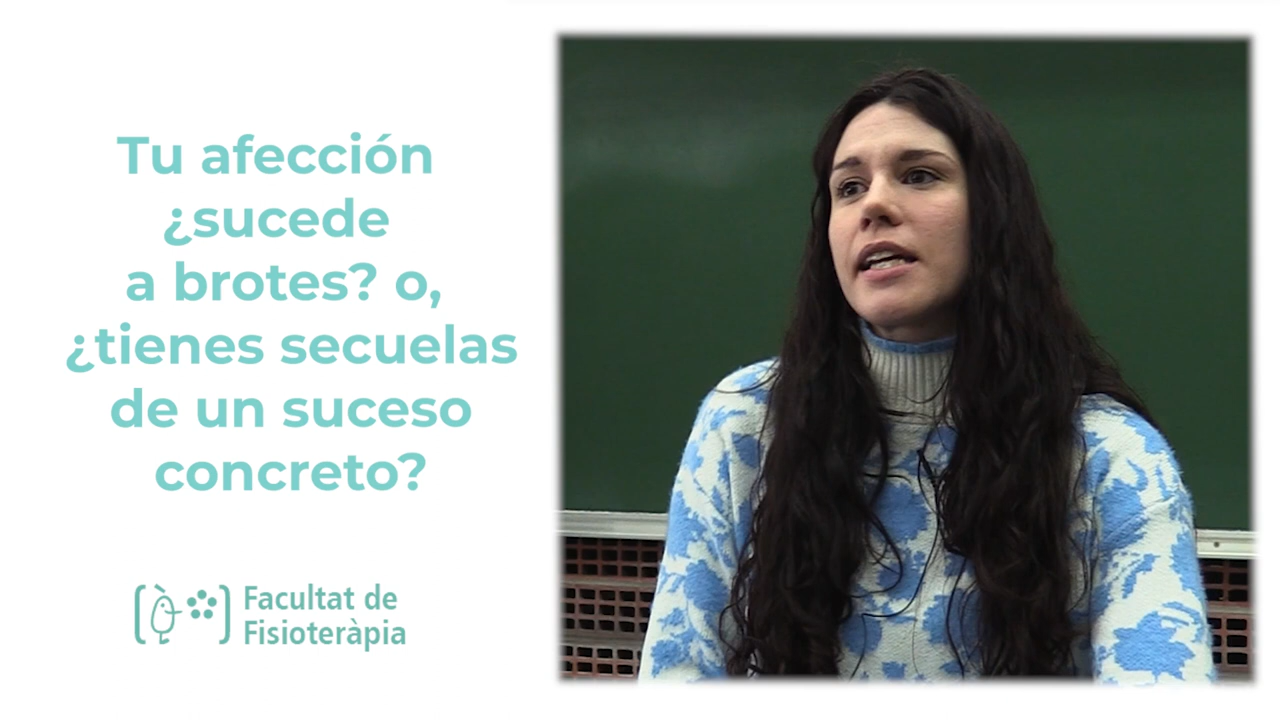 Tu afección
¿sucede
a brotes? o,
¿tienes secuelas
de un suceso
concreto?
Facultat de
Fisioteràpia